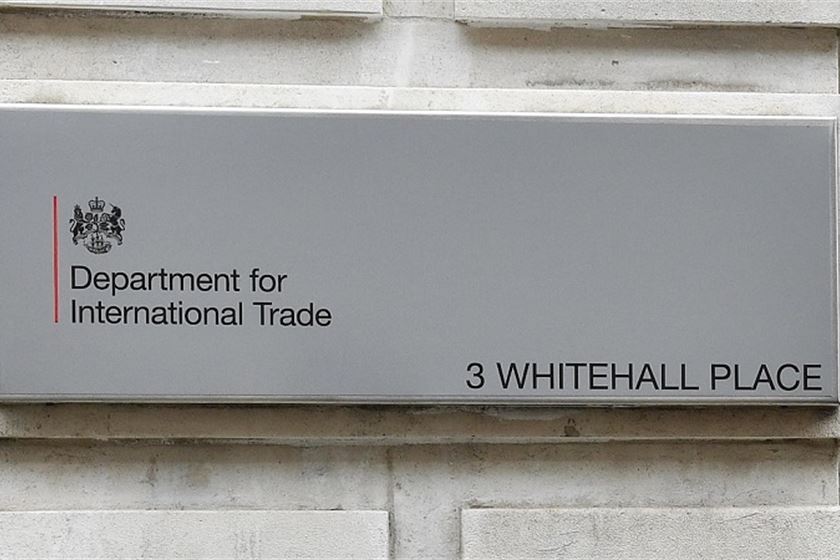 Department for
International Trade
3 WHITEHALL PLACE